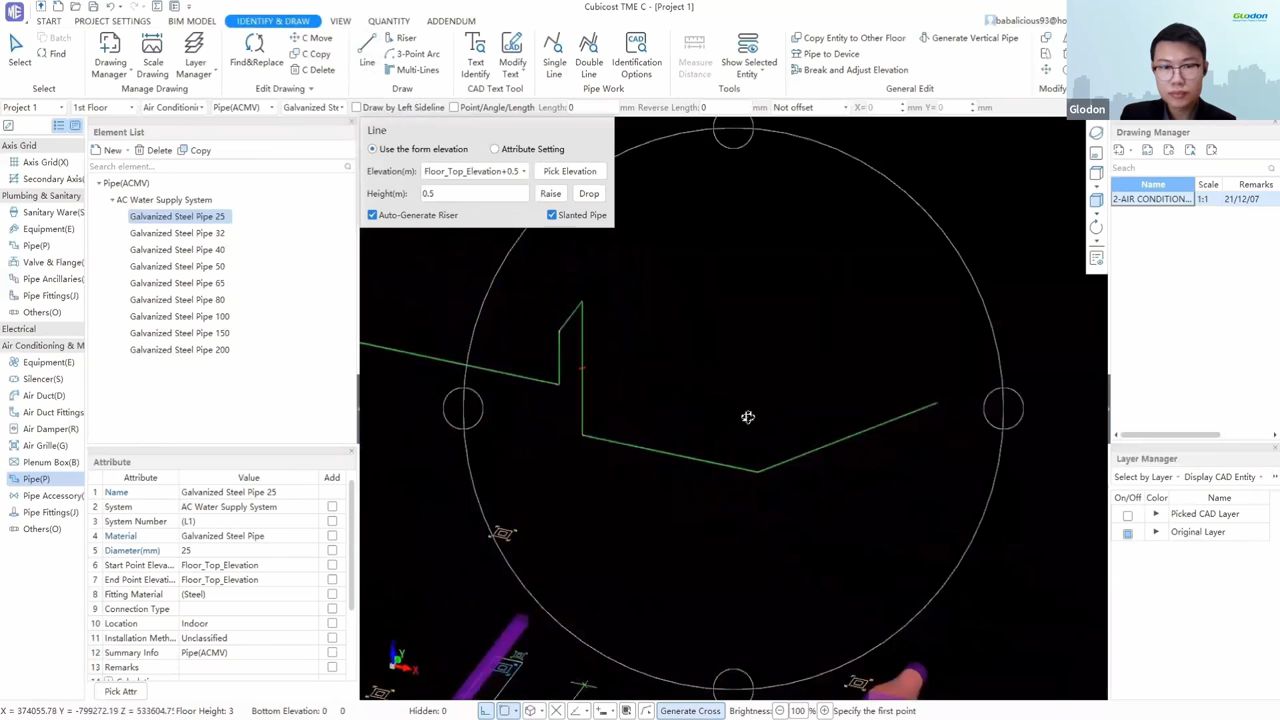 Cubicost TME C - [Project 1]
START PROJECT SETTINGS BIM MODEL IDENTIFY & DRAW VIEW QUANTITY ADDENDUM
babalicious93@ho
Glodon
Select
Batch
Find
Select
Drawing Manager
Scale Drawing
Layer Manager
Manage Drawing
Find&Replace
C Move
C Copy
C Delete
Edit Drawing
Line
Riser
3-Point Arc
Multi-Lines
Draw
Text Identify
Modify Text
CAD Text Tool
Single Line
Double Line
Identification Options
Pipe Work
Measure Distance
Show Selected Entity
Tools
Copy Entity to Other Floor
Pipe to Device
Break and Adjust Elevation
Generate Vertical Pipe
General Edit
Modify
Glodon
Project 1 1st Floor Air Conditioni Pipe(ACMV) Galvanized Ste Draw by Left Sideline Point/Angle/Length: Length: 0 mm Reverse Length: 0 mm Not offset X= 0 Y= 0 mm
Axis Grid
Axis Grid(X)
Secondary Axis(
Plumbing & Sanitary
Sanitary Ware(S
Equipment(E)
Pipe(P)
Valve & Flange(
Pipe Ancillaries(
Pipe Fittings(J)
Others(O)
Electrical
Air Conditioning & M
Equipment(E)
Silencer(S)
Air Duct(D)
Air Duct Fittings
Air Damper(R)
Air Grille(G)
Plenum Box(B)
Pipe(P)
Pipe Accessory(
Pipe Fittings(J)
Others(O)
Element List
New Delete Copy
Search element...
Pipe(ACMV)
AC Water Supply System
Galvanized Steel Pipe 25
Galvanized Steel Pipe 32
Galvanized Steel Pipe 40
Galvanized Steel Pipe 50
Galvanized Steel Pipe 65
Galvanized Steel Pipe 80
Galvanized Steel Pipe 100
Galvanized Steel Pipe 150
Galvanized Steel Pipe 200
Attribute
Attribute Value Add
1 Name Galvanized Steel Pipe 25
2 System AC Water Supply System
3 System Number (L1)
4 Material Galvanized Steel Pipe
5 Diameter(mm) 25
6 Start Point Eleva... Floor_Top_Elevation
7 End Point Elevati... Floor_Top_Elevation
8 Fitting Material (Steel)
9 Connection Type
10 Location Indoor
11 Installation Meth... Unclassified
12 Summary Info Pipe(ACMV)
13 Remarks
Pick Attr
Line
Use the form elevation Attribute Setting
Elevation(m): Floor_Top_Elevation+0.5 Pick Elevation
Height(m): 0.5 Raise Drop
Auto-Generate Riser Slanted Pipe
Y
X
Drawing Manager
Search
Name Scale Remarks
2-AIR CONDITION... 1:1 21/12/07
Layer Manager
Select by Layer Display CAD Entity
On/Off Color Name
Picked CAD Layer
Original Layer
X = 374055.78 Y = -799272.19 Z = 533604.7 Floor Height: 3 Bottom Elevation: 0 0 Hidden: 0 Generate Cross Brightness: 100 % Specify the first point